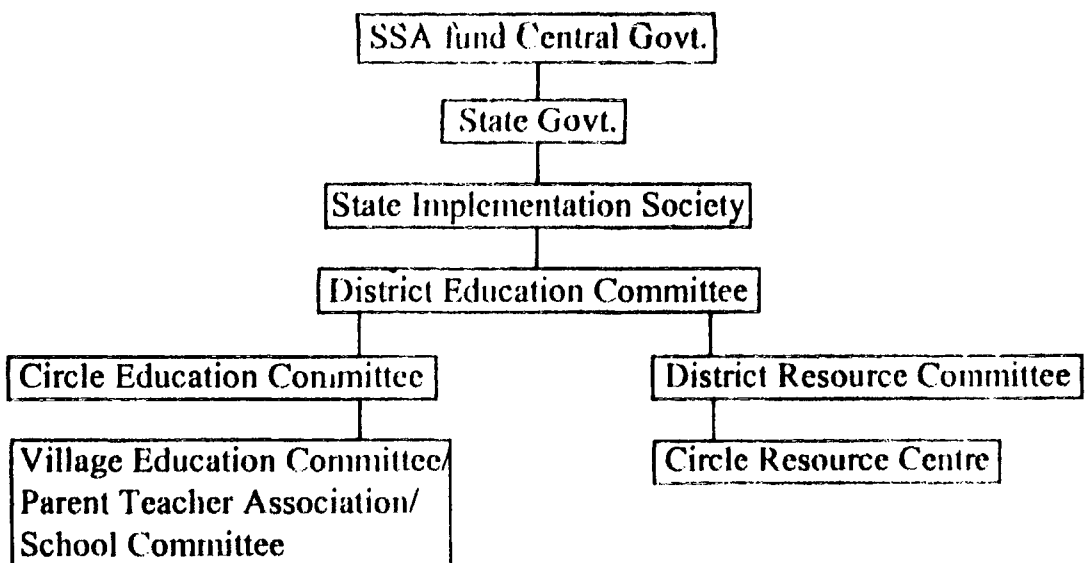 SSA fund Central Govt.
State Govt.
State Implementation Society
District Education Committee
Circle Education Committee
District Resource Committee
Village Education Committee/
Parent Teacher Association/
School Committee
Circle Resource Centre